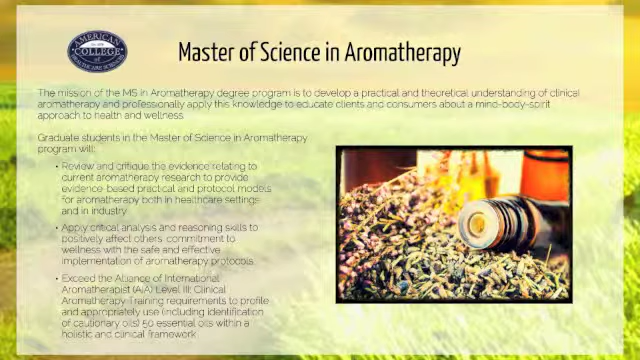 AMERICAN
COLLEGE
OF
HEALTHCARE SCIENCES
Master of Science in Aromatherapy
The mission of the MS in Aromatherapy degree program is to develop a practical and theoretical understanding of clinical
aromatherapy and professionally apply this knowledge to educate clients and consumers about a mind-body-spirit
approach to health and wellness.
Graduate students in the Master of Science in Aromatherapy
program will:
• Review and critique the evidence relating to
current aromatherapy research to provide
evidence-based practical and protocol models
for aromatherapy both in healthcare settings
and in industry.
• Apply critical analysis and reasoning skills to
positively affect others' commitment to
wellness with the safe and effective
implementation of aromatherapy protocols.
• Exceed the Alliance of International
Aromatherapist (AIA) Level III: Clinical
Aromatherapy Training requirements to profile
and appropriately use (including identification
of cautionary oils) 50 essential oils within a
holistic and clinical framework.